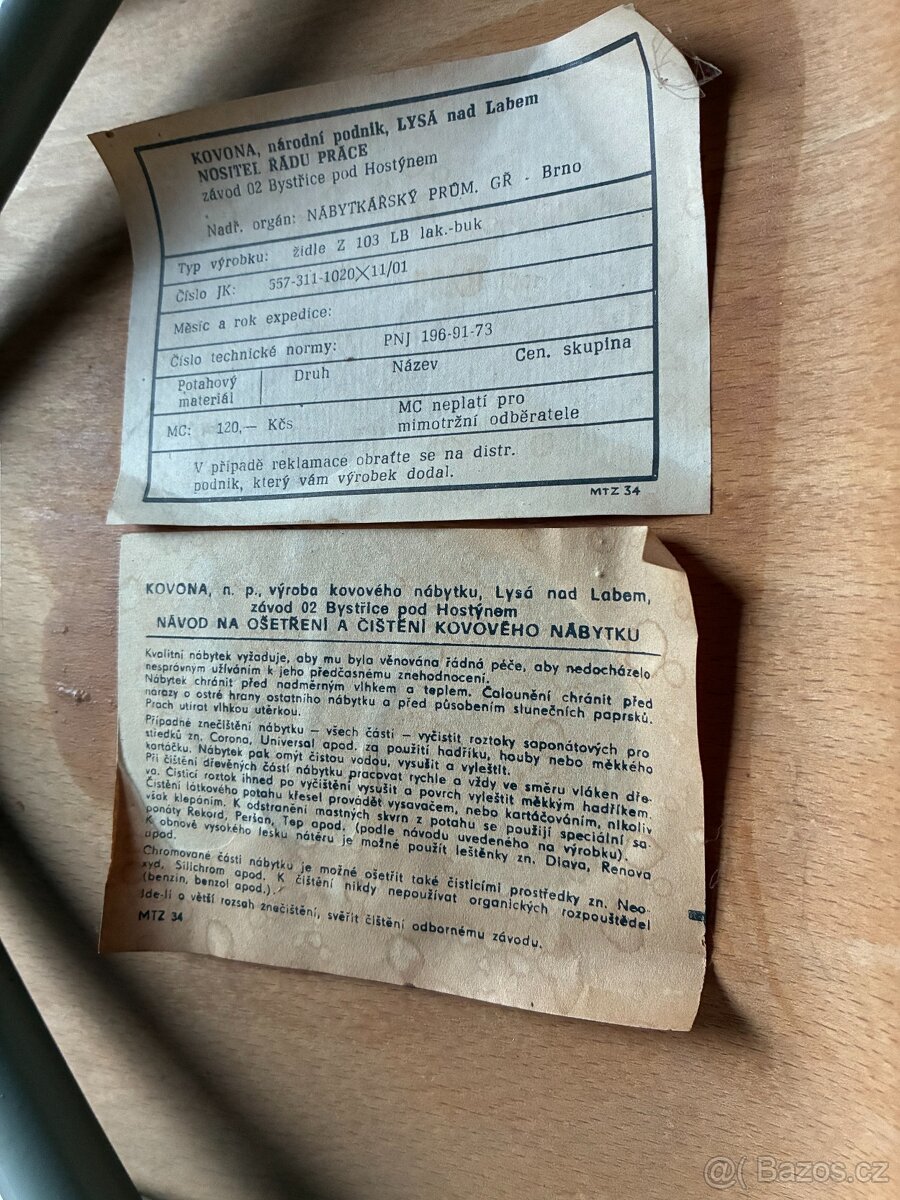 KOVONA, národní podnik, LYSÁ nad Labem
NOSITEL ŘÁDU PRÁCE
závod 02 Bystřice pod Hostýnem
Nadř. orgán: NÁBYTKÁŘSKÝ PRŮM. GŘ - Brno
Typ výrobku: židle Z 103 LB lak.-buk
Číslo JK: 557-311-1020X11/01
Měsíc a rok expedice:
Číslo technické normy: PNJ 196-91-73
Potahový materiál Druh Název Cen. skupina
MC: 120,— Kčs MC neplatí pro
mimotržní odběratele
V případě reklamace obraťte se na distr.
podnik, který vám výrobek dodal.
MTZ 34
KOVONA, n. p., výroba kovového nábytku, Lysá nad Labem,
závod 02 Bystřice pod Hostýnem
NÁVOD NA OŠETŘENÍ A ČIŠTĚNÍ KOVOVÉHO NÁBYTKU
Kvalitní nábytek vyžaduje, aby mu byla věnována řádná péče, aby nedocházelo
nesprávným užíváním k jeho předčasnému znehodnocení.
Nábytek chránit před nadměrným vlhkem a teplem. Čalounění chránit před
nárazy o ostré hrany ostatního nábytku a před působením slunečních paprsků.
Prach utírat vlhkou utěrkou.
Případné znečištění nábytku — všech částí — vyčistit roztoky saponátových pro
středků zn. Corona, Universal apod. za použití hadříku, houby nebo měkkého
kartáčku. Nábytek pak omýt čistou vodou, vysušit a vyleštit.
Při čištění dřevěných částí nábytku pracovat rychle a vždy ve směru vláken dře-
va. Čisticí roztok ihned po vyčištění vysušit a povrch vyleštit měkkým hadříkem.
Čistění látkového potahu křesel provádět vysavačem, nebo kartáčováním, nikoliv
však klepáním. K odstranění mastných skvrn z potahu se použijí speciální sa-
ponáty Rekord, Peršan, Tep apod. (podle návodu uvedeného na výrobku).
K obnově vysokého lesku nátěru je možné použít leštěnky zn. Diava, Renova
apod.
Chromované části nábytku je možné ošetřit také čisticími prostředky zn. Neo-
xyd, Silichrom apod. K čištění nikdy nepoužívat organických rozpouštědel
(benzin, benzol apod.).
Jde-li o větší rozsah znečištění, svěřit čištění odbornému závodu.
MTZ 34
@( Bazos.cz